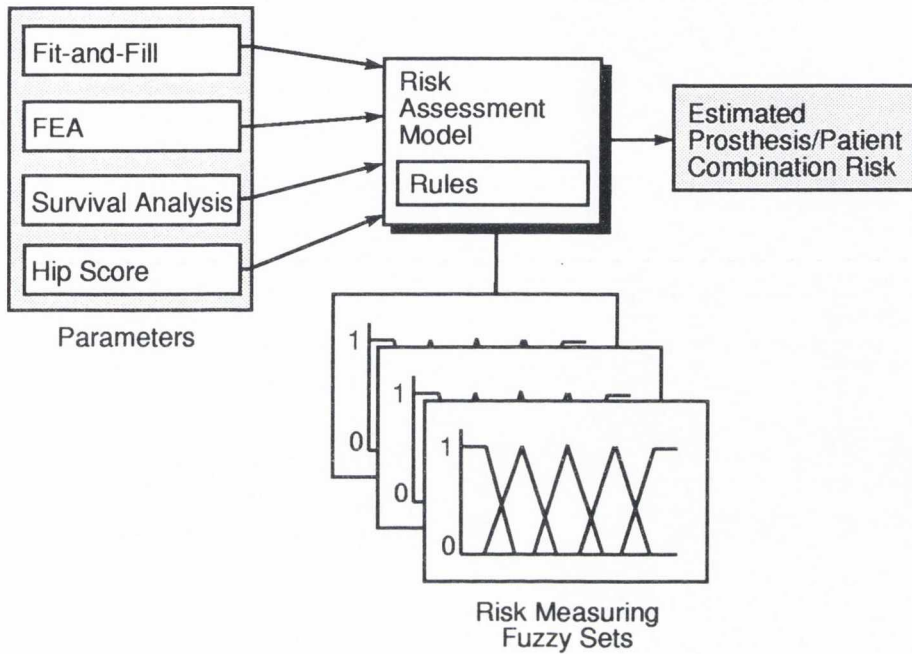 Fit-and-Fill
FEA
Survival Analysis
Hip Score
Parameters
Risk
Assessment
Model
Rules
Estimated
Prosthesis/Patient
Combination Risk
1
0
1
0
1
0
Risk Measuring
Fuzzy Sets